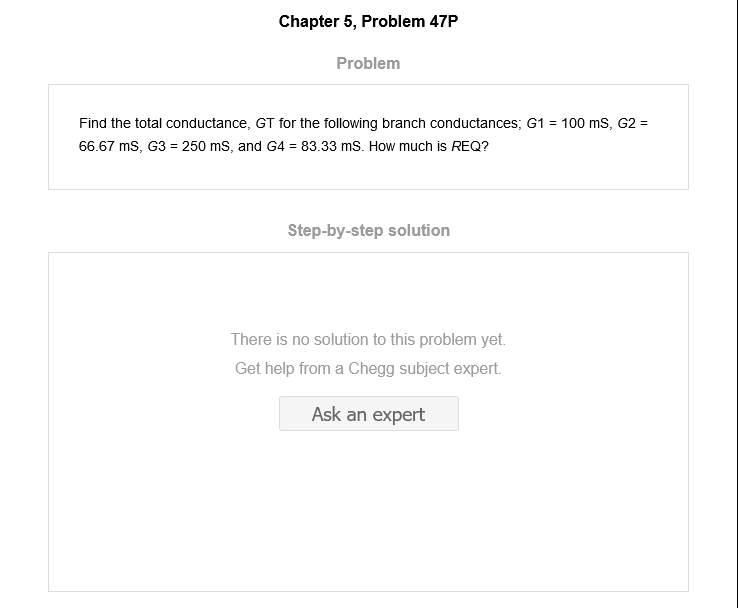 Chapter 5, Problem 47P
Problem
Find the total conductance, GT for the following branch conductances; G1 = 100 mS, G2 =
66.67 mS, G3 = 250 mS, and G4 = 83.33 mS. How much is REQ?
Step-by-step solution
There is no solution to this problem yet.
Get help from a Chegg subject expert.
Ask an expert